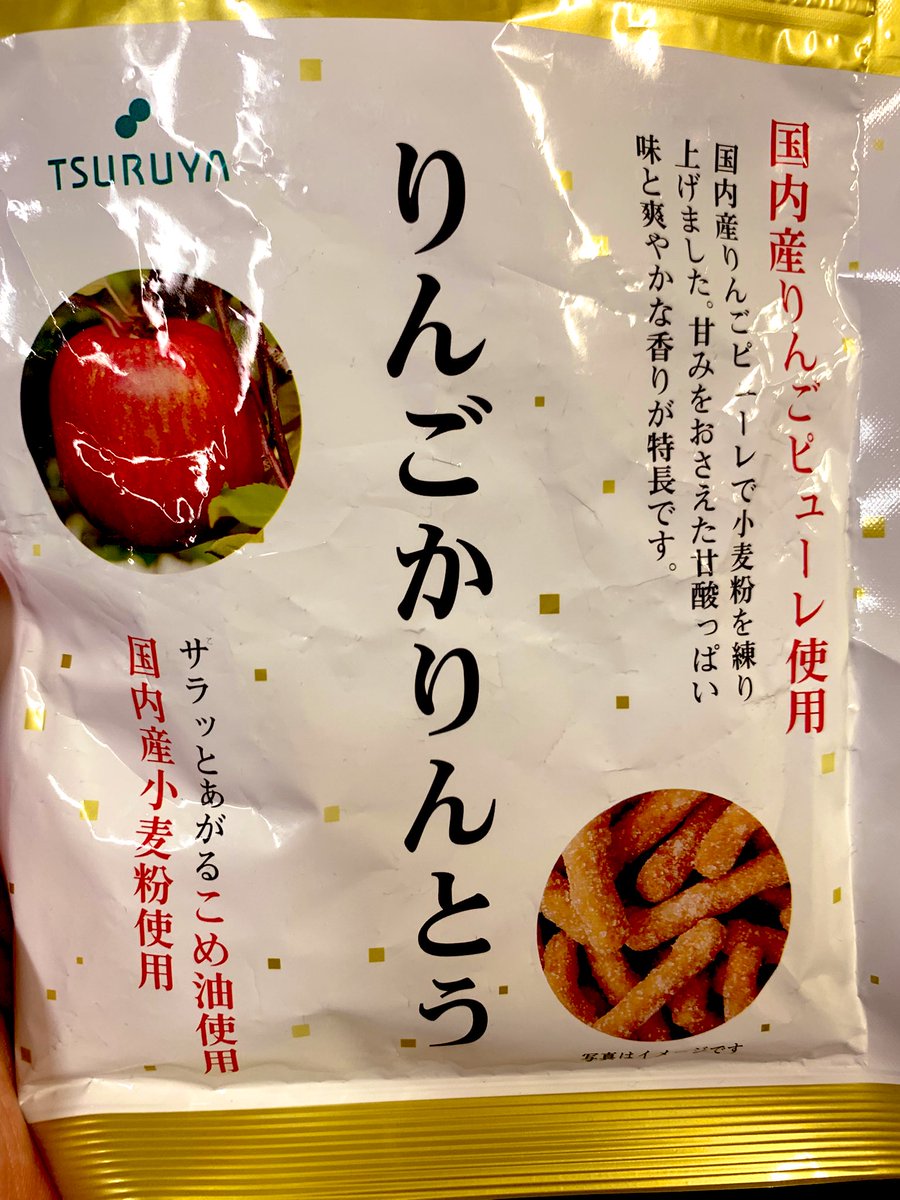 TSURUYA
国内産りんごピューレ使用
国内産りんごピューレで小麦粉を練り
上げました。甘みをおさえた甘酸っぱい
味と爽やかな香りが特長です。
りんごかりんとう
サラッとあがるこめ油使用
国内産小麦粉使用
写真はイメージです